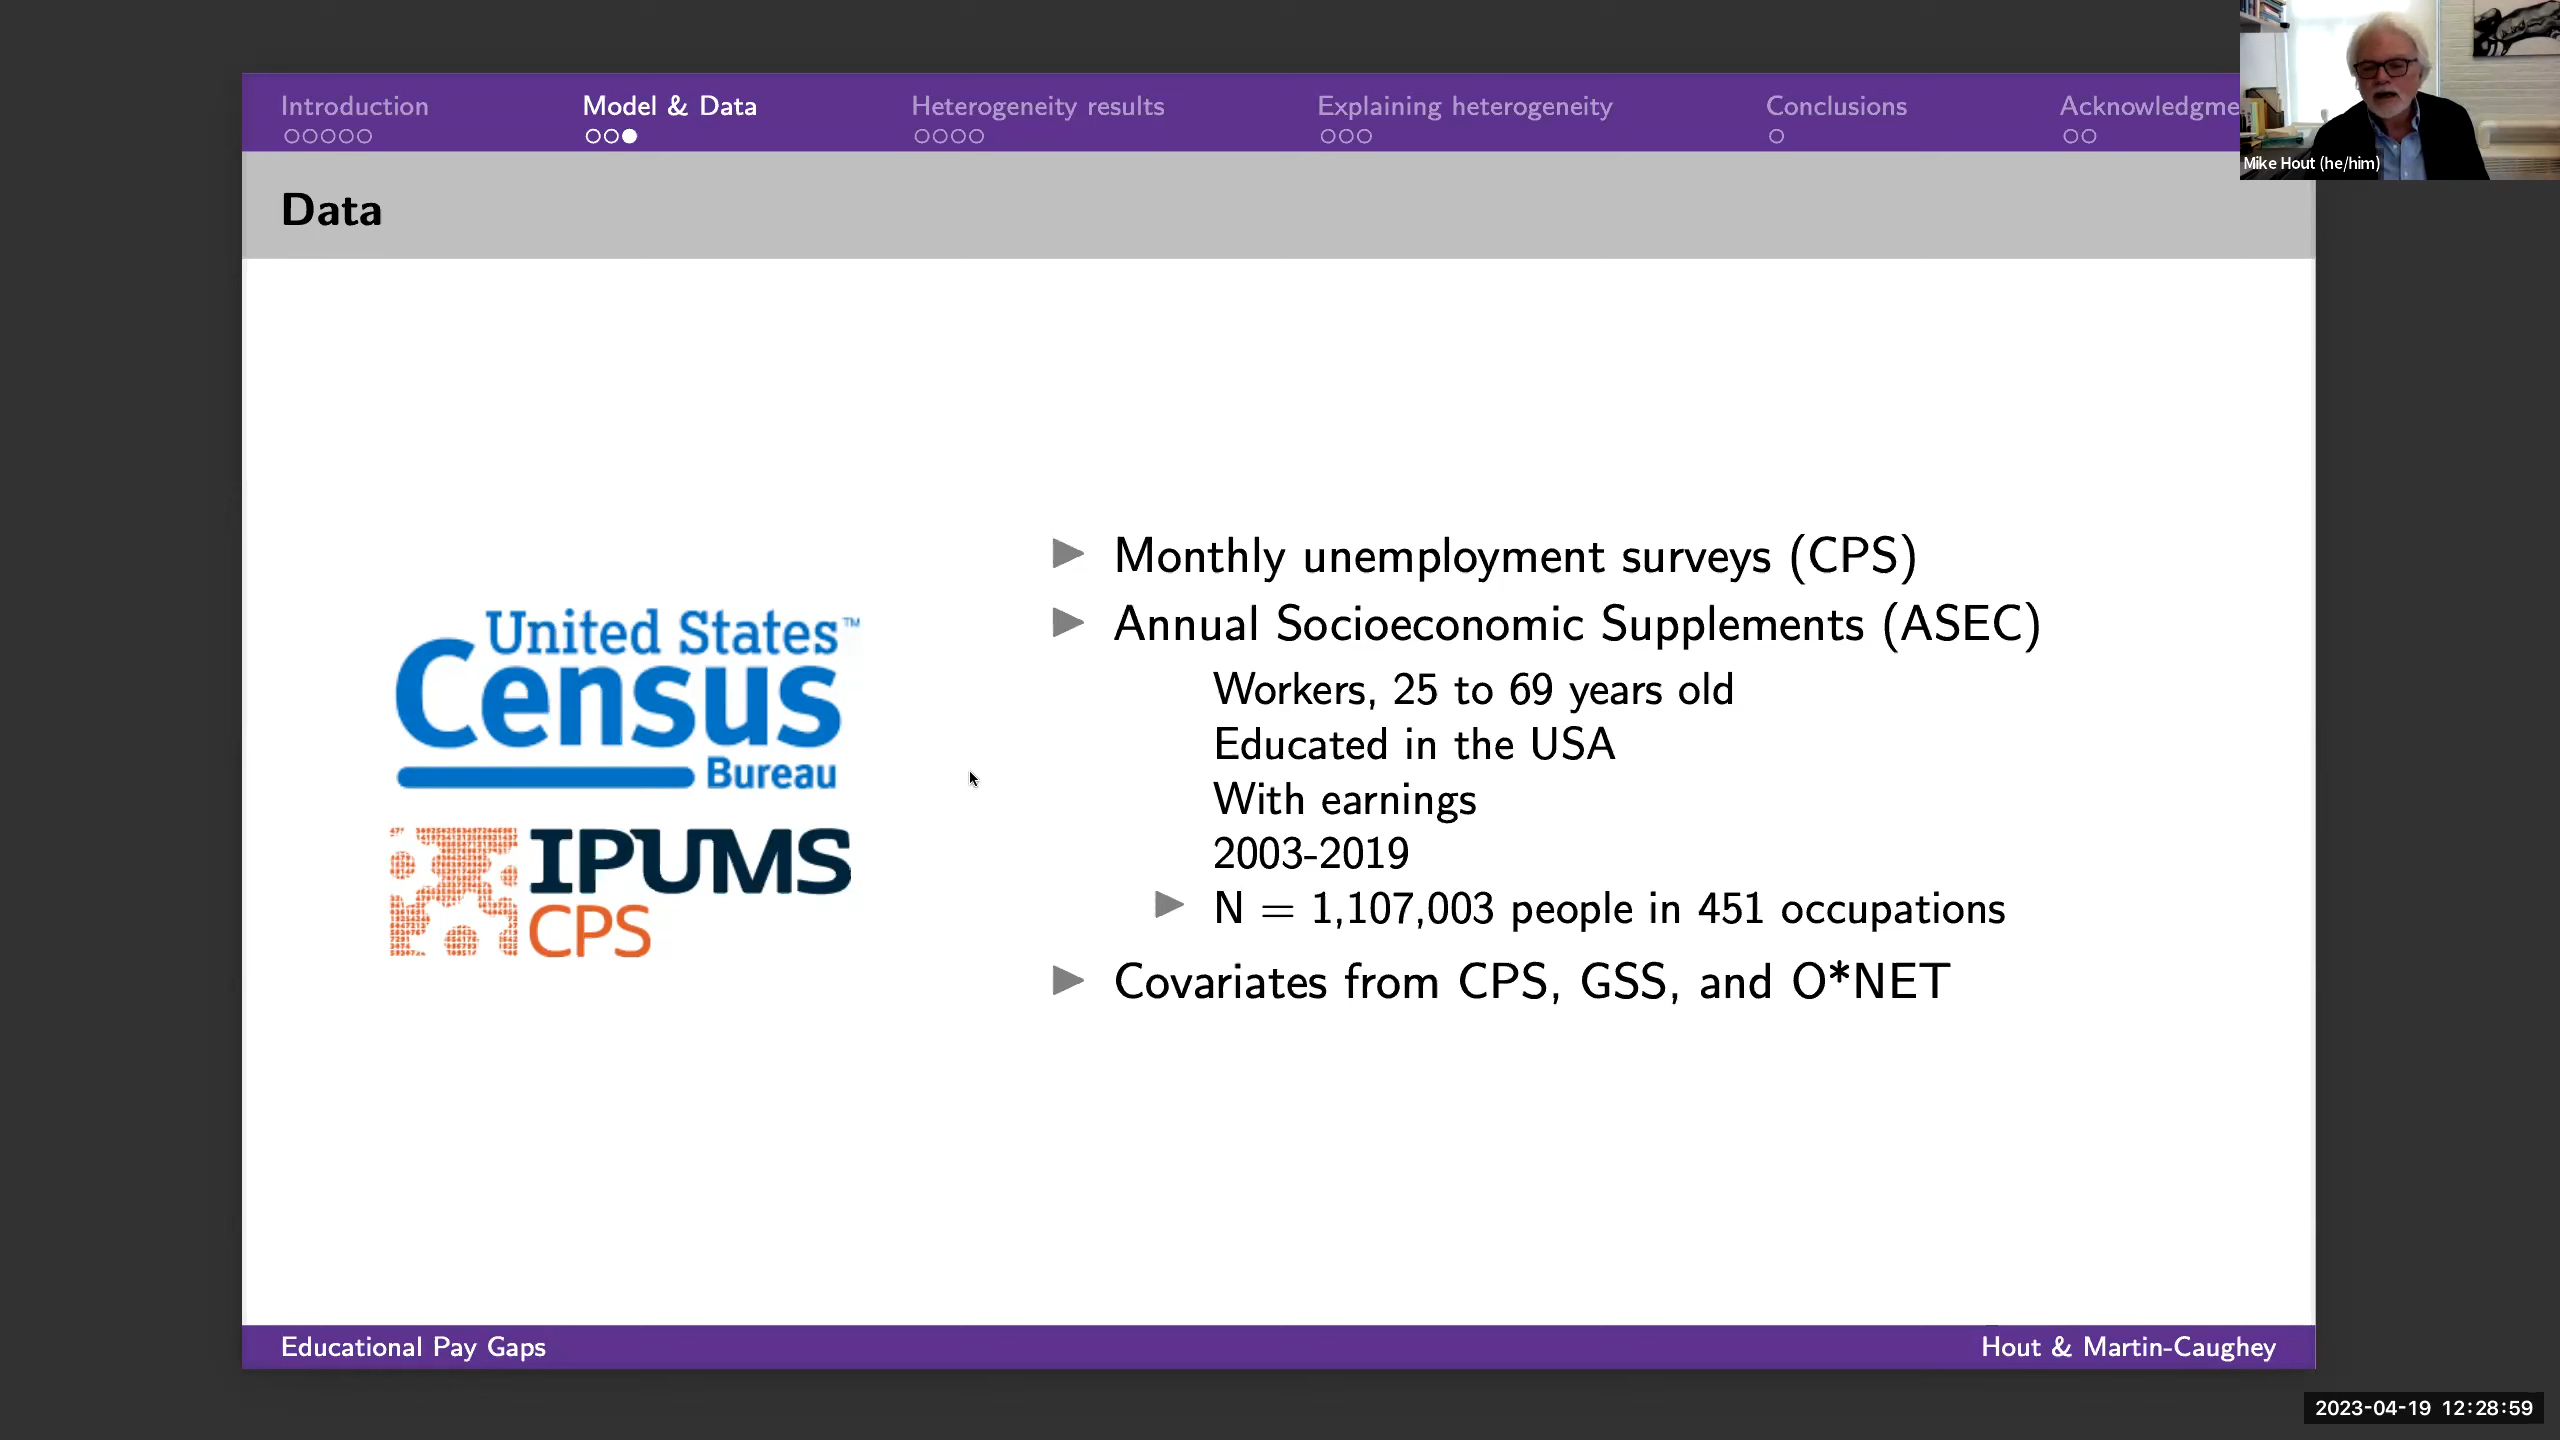 Introduction
Model & Data
Heterogeneity results
Explaining heterogeneity
Conclusions
Acknowledgme
Mike Hout (he/him)
Data
United States™
Census
Bureau
IPUMS
CPS
Monthly unemployment surveys (CPS)
Annual Socioeconomic Supplements (ASEC)
Workers, 25 to 69 years old
Educated in the USA
With earnings
2003-2019
N = 1,107,003 people in 451 occupations
Covariates from CPS, GSS, and O*NET
Educational Pay Gaps
Hout & Martin-Caughey
2023-04-19 12:28:59